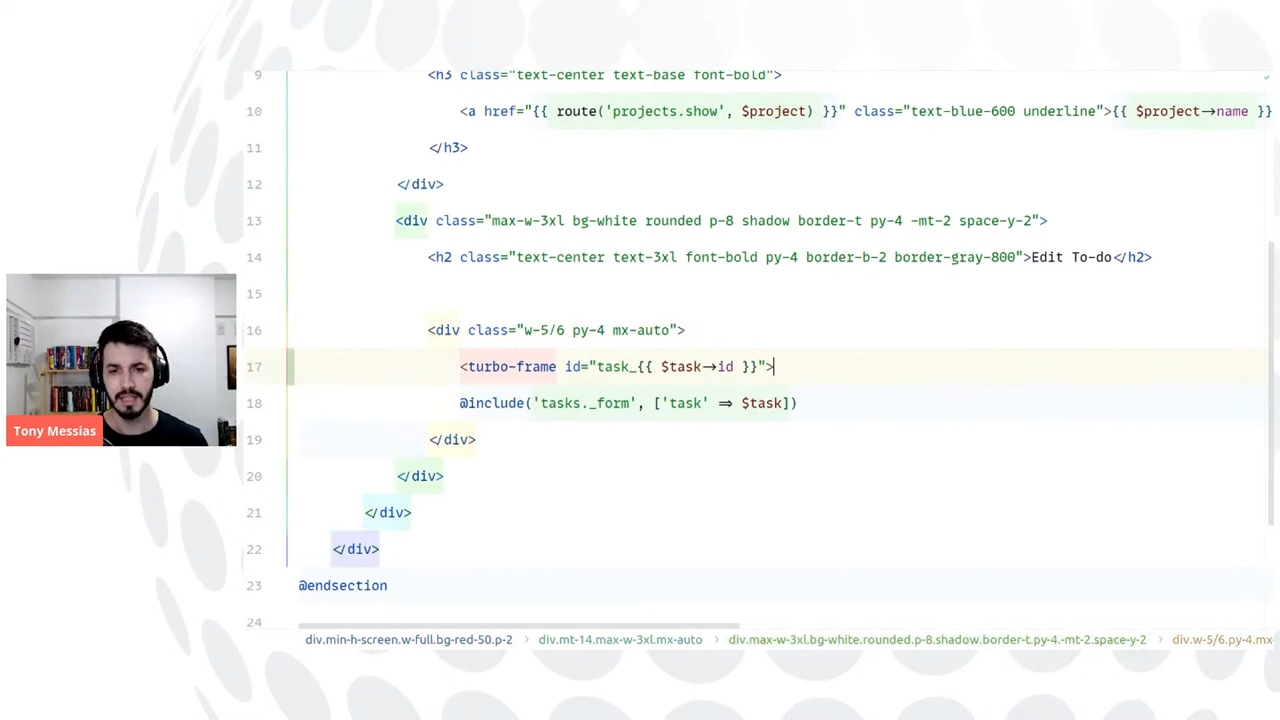 9 <h3 class="text-center text-base font-bold">
10 <a href="{{ route('projects.show', $project) }}" class="text-blue-600 underline">{{ $project->name }}
11 </h3>
12 </div>
13 <div class="max-w-3xl bg-white rounded p-8 shadow border-t py-4 -mt-2 space-y-2">
14 <h2 class="text-center text-3xl font-bold py-4 border-b-2 border-gray-800">Edit To-do</h2>
15
16 <div class="w-5/6 py-4 mx-auto">
17 <turbo-frame id="task_{{ $task->id }}">
18 @include('tasks._form', ['task' => $task])
19 </div>
20 </div>
21 </div>
22 </div>
23 @endsection
24
Tony Messias
div.min-h-screen.w-full.bg-red-50.p-2 > div.mt-14.max-w-3xl.mx-auto > div.max-w-3xl.bg-white.rounded.p-8.shadow.border-t.py-4.-mt-2.space-y-2 > div.w-5/6.py-4.mx